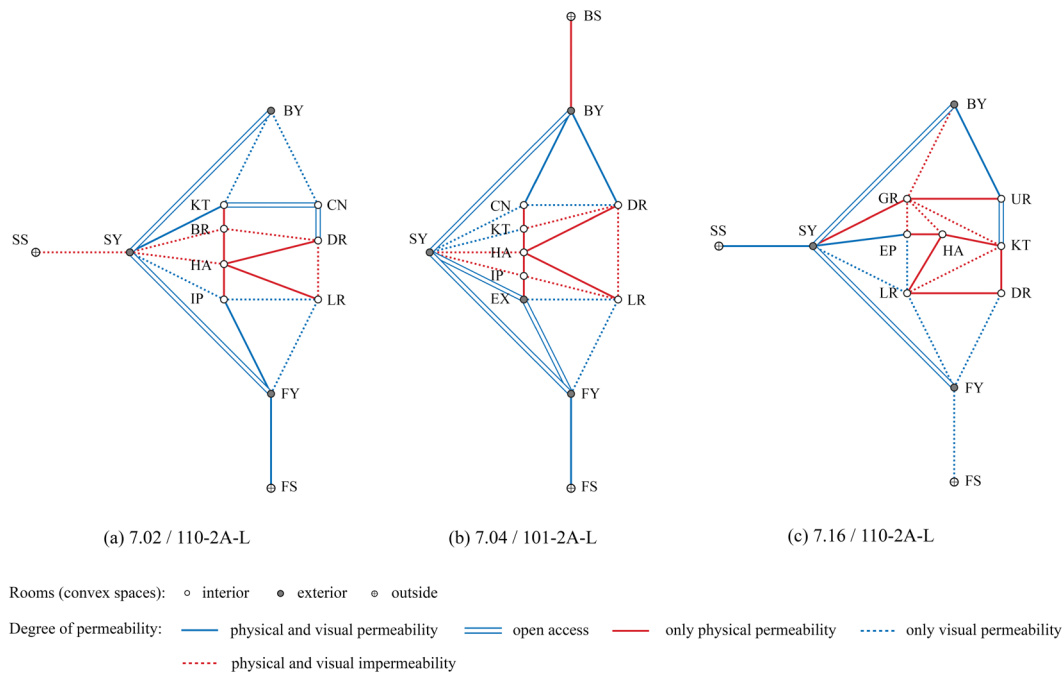 BS
BY
BY
BY
KT
CN
CN
DR
GR
UR
BR
KT
SS
SY
DR
SY
HA
SS
SY
EP
HA
KT
HA
IP
IP
LR
EX
LR
LR
DR
FY
FY
FY
FS
FS
FS
(a) 7.02 / 110-2A-L
(b) 7.04 / 101-2A-L
(c) 7.16 / 110-2A-L
Rooms (convex spaces): interior exterior outside
Degree of permeability: physical and visual permeability open access only physical permeability only visual permeability
physical and visual impermeability